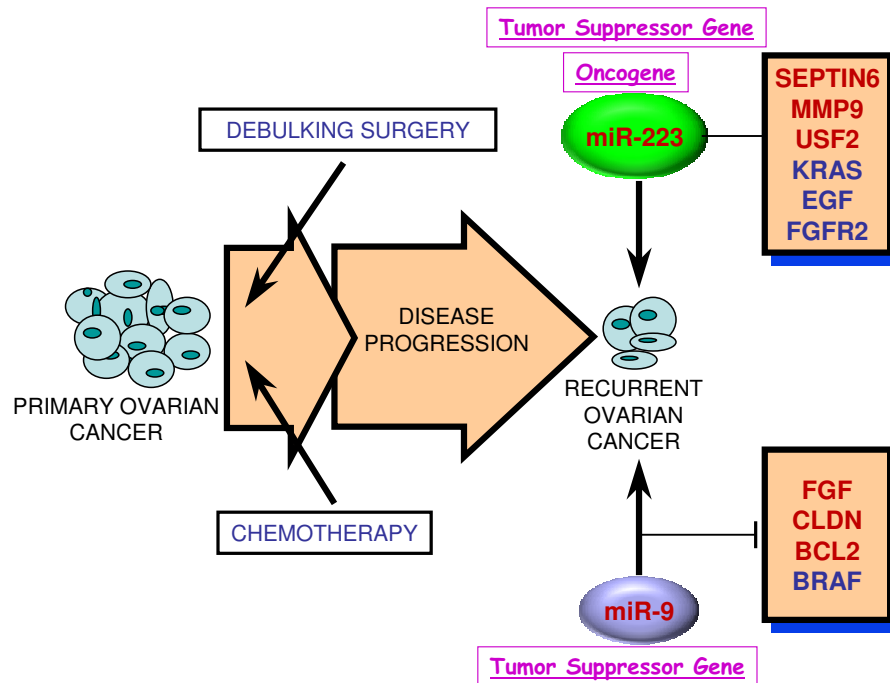 Tumor Suppressor Gene
Oncogene
miR-223
SEPTIN6
MMP9
USF2
KRAS
EGF
FGFR2
DEBULKING SURGERY
DISEASE
PROGRESSION
PRIMARY OVARIAN
CANCER
RECURRENT
OVARIAN
CANCER
CHEMOTHERAPY
FGF
CLDN
BCL2
BRAF
miR-9
Tumor Suppressor Gene